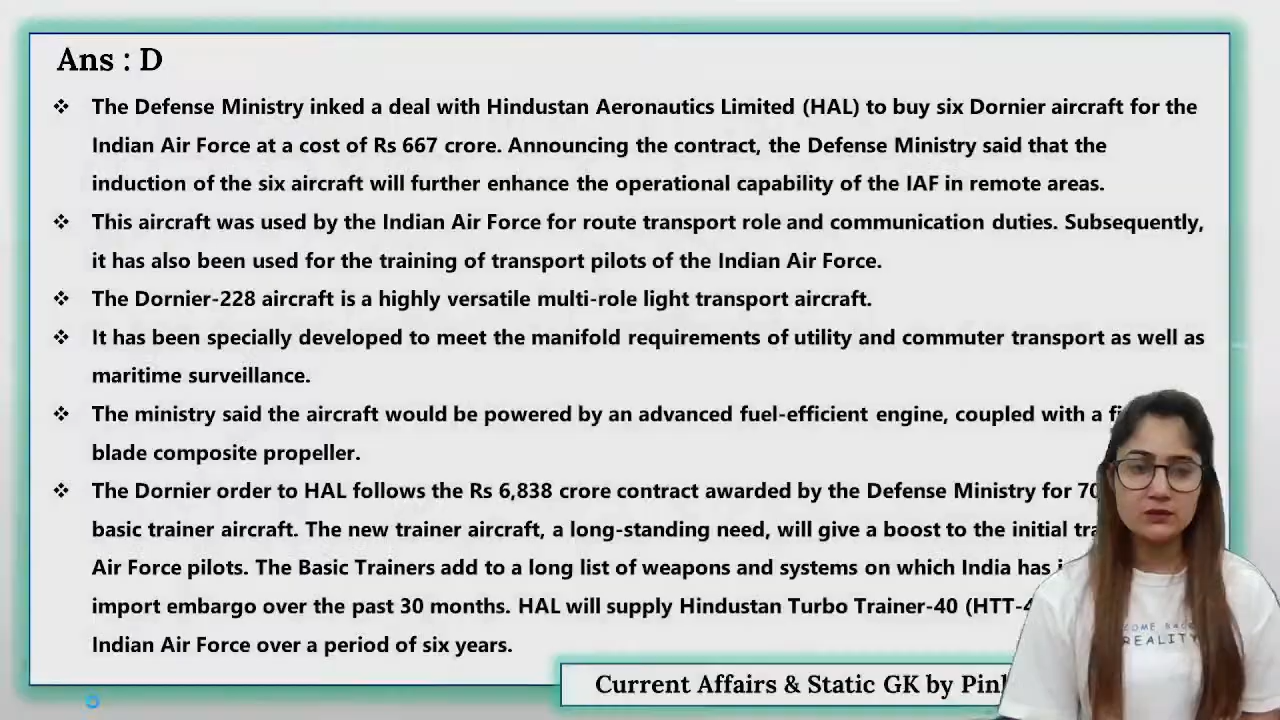 Ans : D
❖ The Defense Ministry inked a deal with Hindustan Aeronautics Limited (HAL) to buy six Dornier aircraft for the
Indian Air Force at a cost of Rs 667 crore. Announcing the contract, the Defense Ministry said that the
induction of the six aircraft will further enhance the operational capability of the IAF in remote areas.
❖ This aircraft was used by the Indian Air Force for route transport role and communication duties. Subsequently,
it has also been used for the training of transport pilots of the Indian Air Force.
❖ The Dornier-228 aircraft is a highly versatile multi-role light transport aircraft.
❖ It has been specially developed to meet the manifold requirements of utility and commuter transport as well as
maritime surveillance.
❖ The ministry said the aircraft would be powered by an advanced fuel-efficient engine, coupled with a
blade composite propeller.
❖ The Dornier order to HAL follows the Rs 6,838 crore contract awarded by the Defense Ministry for 70
basic trainer aircraft. The new trainer aircraft, a long-standing need, will give a boost to the initial
Air Force pilots. The Basic Trainers add to a long list of weapons and systems on which India has
import embargo over the past 30 months. HAL will supply Hindustan Turbo Trainer-40
Indian Air Force over a period of six years.
Current Affairs & Static GK by
COME BACK
REALITY